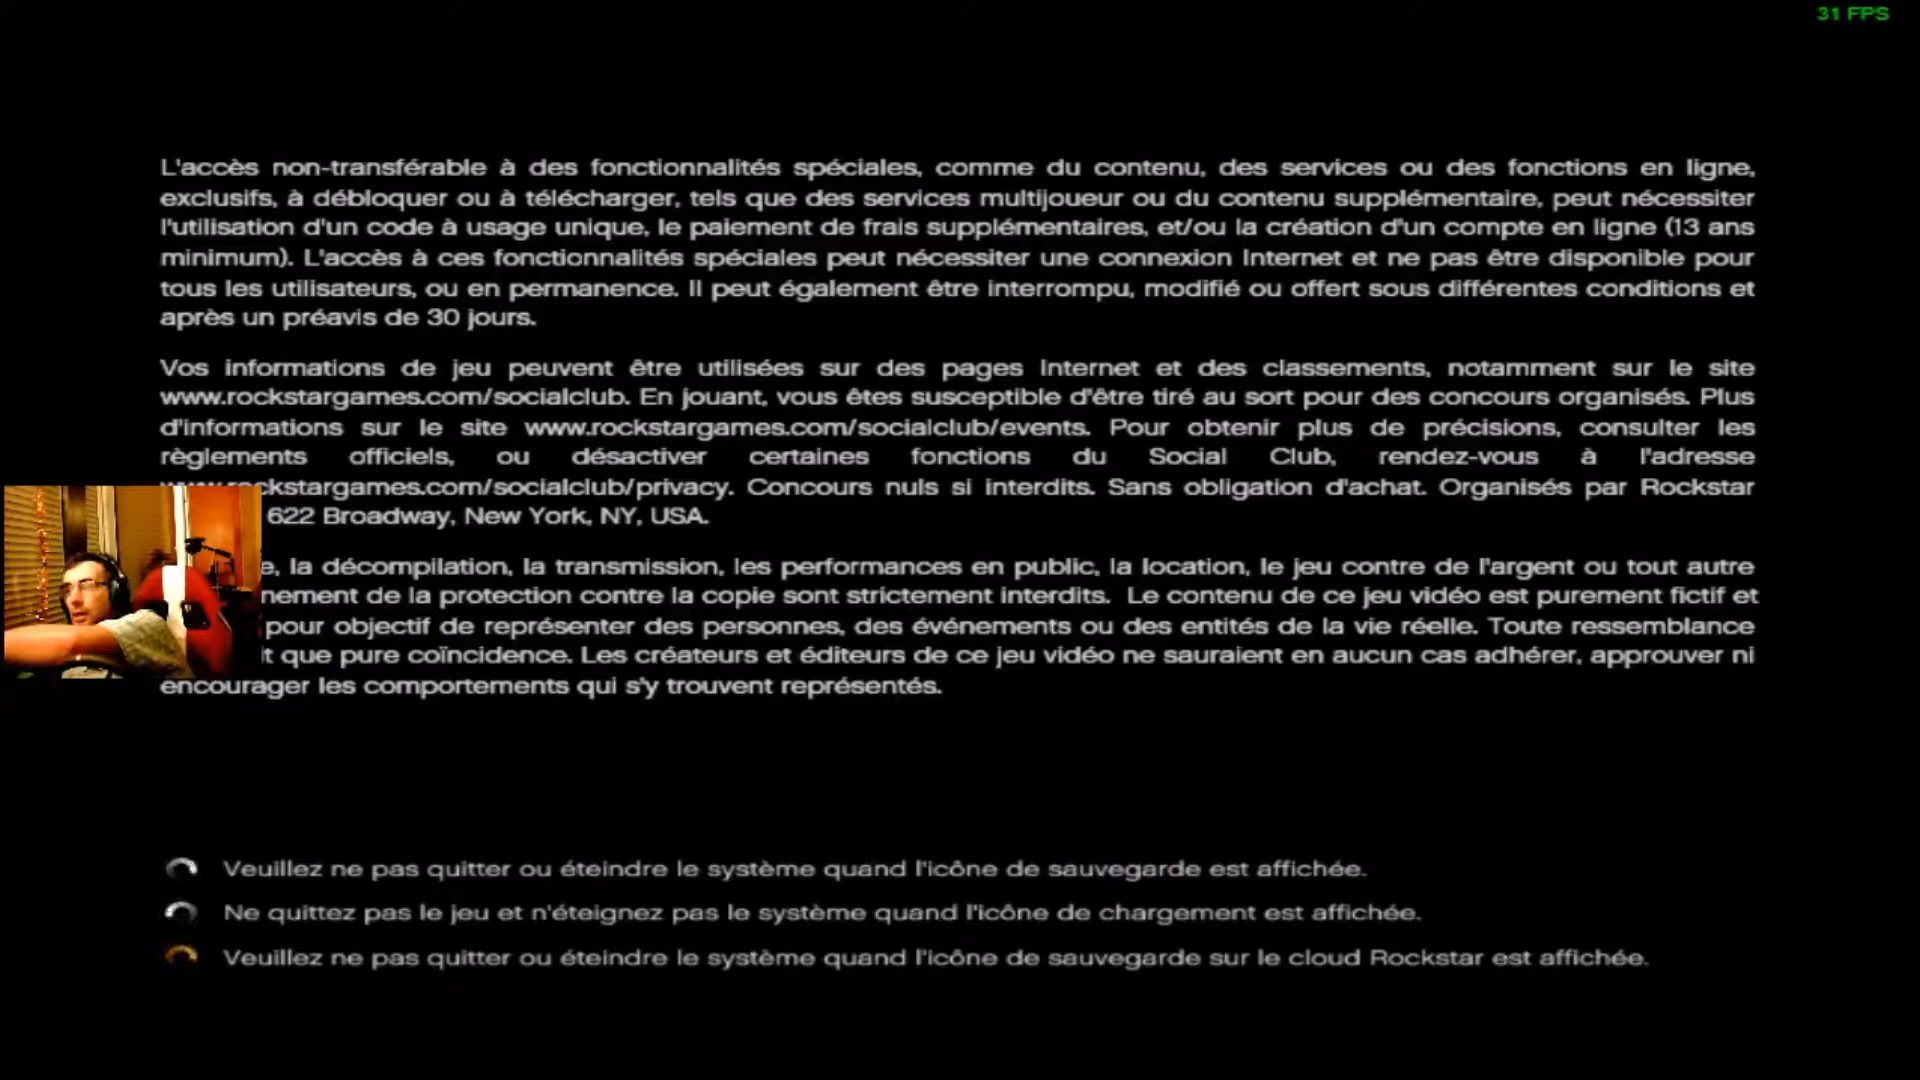 31 FPS
L'accès non-transférable à des fonctionnalités spéciales, comme du contenu, des services ou des fonctions en ligne,
exclusifs, à débloquer ou à télécharger, tels que des services multijoueur ou du contenu supplémentaire, peut nécessiter
l'utilisation d'un code à usage unique, le paiement de frais supplémentaires, et/ou la création d'un compte en ligne (13 ans
minimum). L'accès à ces fonctionnalités spéciales peut nécessiter une connexion Internet et ne pas être disponible pour
tous les utilisateurs, ou en permanence. Il peut également être interrompu, modifié ou offert sous différentes conditions et
après un préavis de 30 jours.
Vos informations de jeu peuvent être utilisées sur des pages Internet et des classements, notamment sur le site
www.rockstargames.com/socialclub. En jouant, vous êtes susceptible d'être tiré au sort pour des concours organisés. Plus
d'informations sur le site www.rockstargames.com/socialclub/events. Pour obtenir plus de précisions, consulter les
règlements officiels, ou désactiver certaines fonctions du Social Club, rendez-vous à l'adresse
www.rockstargames.com/socialclub/privacy. Concours nuls si interdits. Sans obligation d'achat. Organisés par Rockstar
622 Broadway, New York, NY, USA.
la décompilation, la transmission, les performances en public, la location, le jeu contre de l'argent ou tout autre
de la protection contre la copie sont strictement interdits. Le contenu de ce jeu vidéo est purement fictif et
pour objectif de représenter des personnes, des événements ou des entités de la vie réelle. Toute ressemblance
que pure coïncidence. Les créateurs et éditeurs de ce jeu vidéo ne sauraient en aucun cas adhérer, approuver ni
encourager les comportements qui s'y trouvent représentés.
Veuillez ne pas quitter ou éteindre le système quand l'icône de sauvegarde est affichée.
Ne quittez pas le jeu et n'éteignez pas le système quand l'icône de chargement est affichée.
Veuillez ne pas quitter ou éteindre le système quand l'icône de sauvegarde sur le cloud Rockstar est affichée.